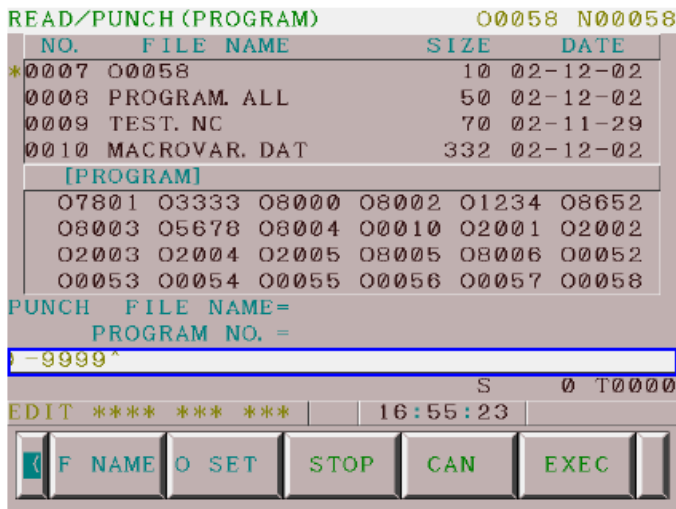 READ/PUNCH(PROGRAM) O0058 N00058
NO. FILE NAME SIZE DATE
*0007 O0058 10 02-12-02
0008 PROGRAM. ALL 50 02-12-02
0009 TEST. NC 70 02-11-29
0010 MACROVAR. DAT 332 02-12-02
[PROGRAM]
O7801 O3333 O8000 O8002 O1234 O8652
O8003 O5678 O8004 O0010 O2001 O2002
O2003 O2004 O2005 O8005 O8006 O0052
O0053 O0054 O0055 O0056 O0057 O0058
PUNCH FILE NAME=
PROGRAM NO. =
-9999^
S 0 T0000
EDIT **** *** *** 16:55:23
F NAME O SET STOP CAN EXEC